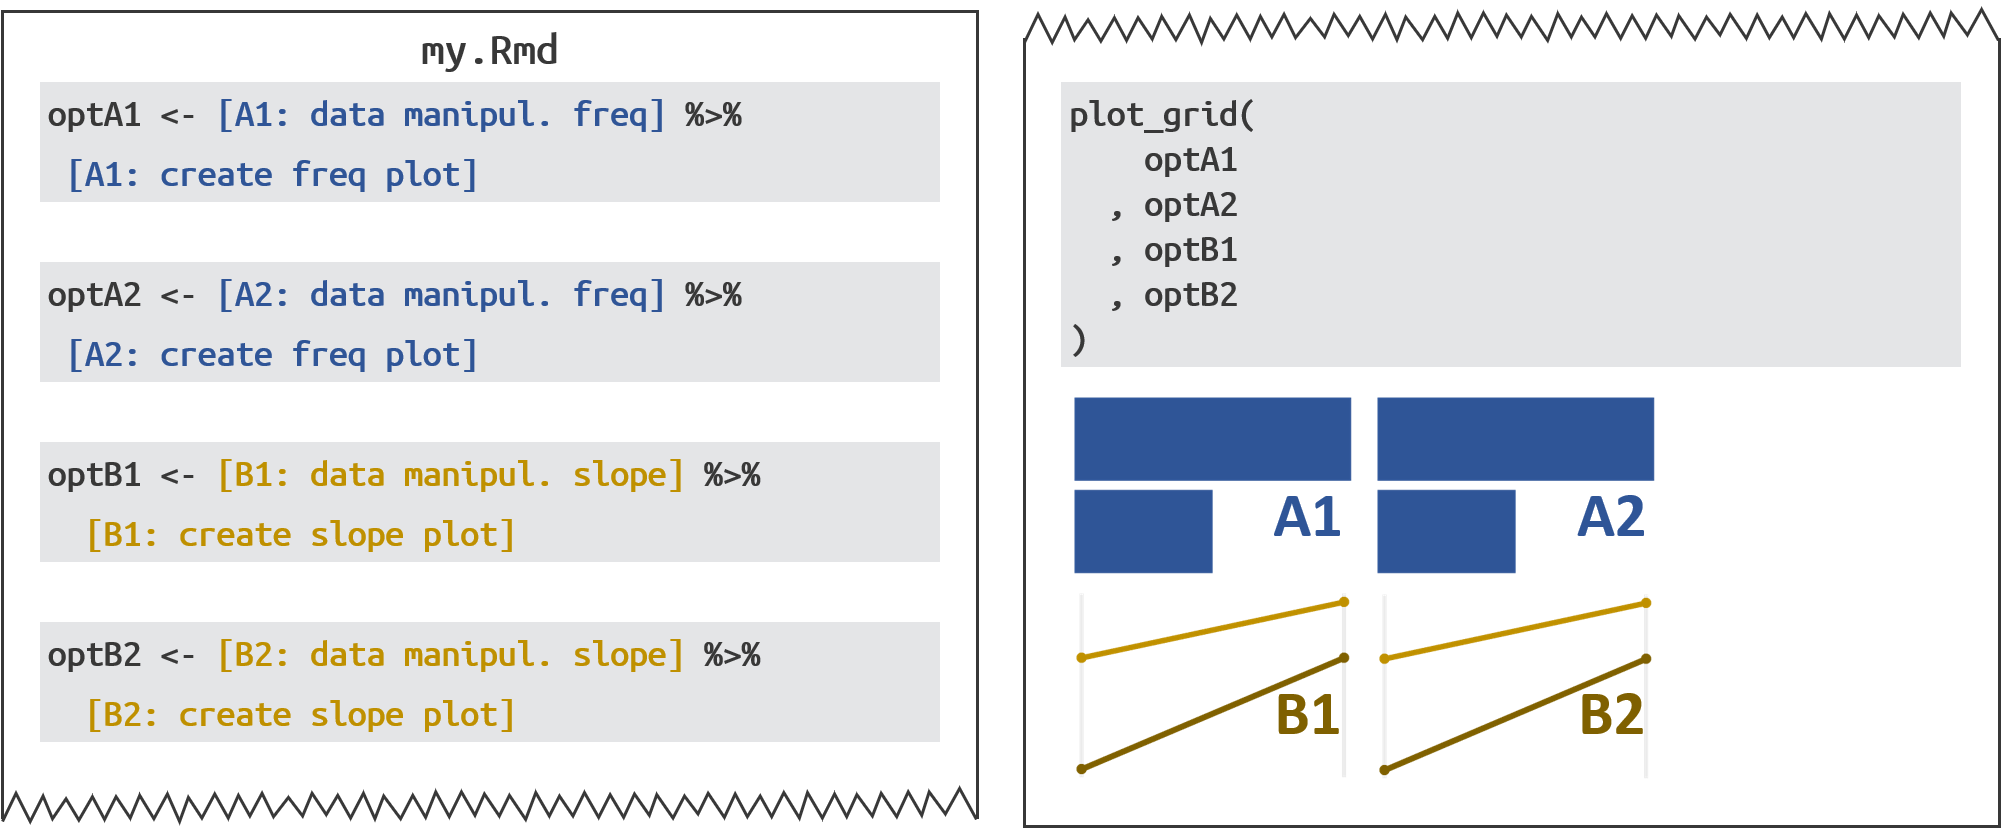 my.Rmd
optA1 <- [A1: data manipul. freq] %>%
[A1: create freq plot]
optA2 <- [A2: data manipul. freq] %>%
[A2: create freq plot]
optB1 <- [B1: data manipul. slope] %>%
[B1: create slope plot]
optB2 <- [B2: data manipul. slope] %>%
[B2: create slope plot]
plot_grid(
optA1
, optA2
, optB1
, optB2
)
A1 A2
B1 B2